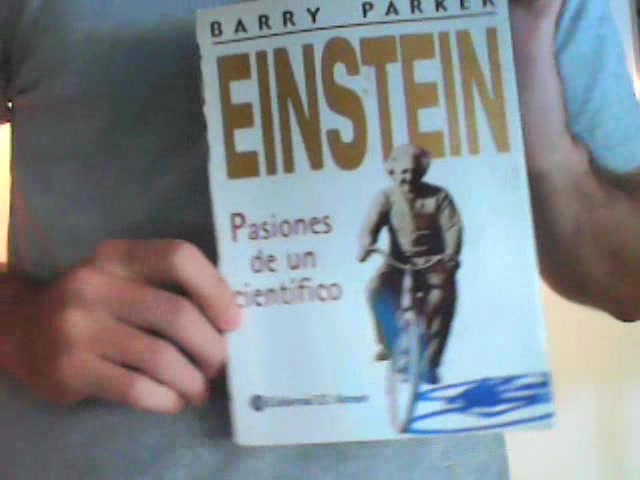 BARRY PARKER
EINSTEIN
Pasiones
de un
científico